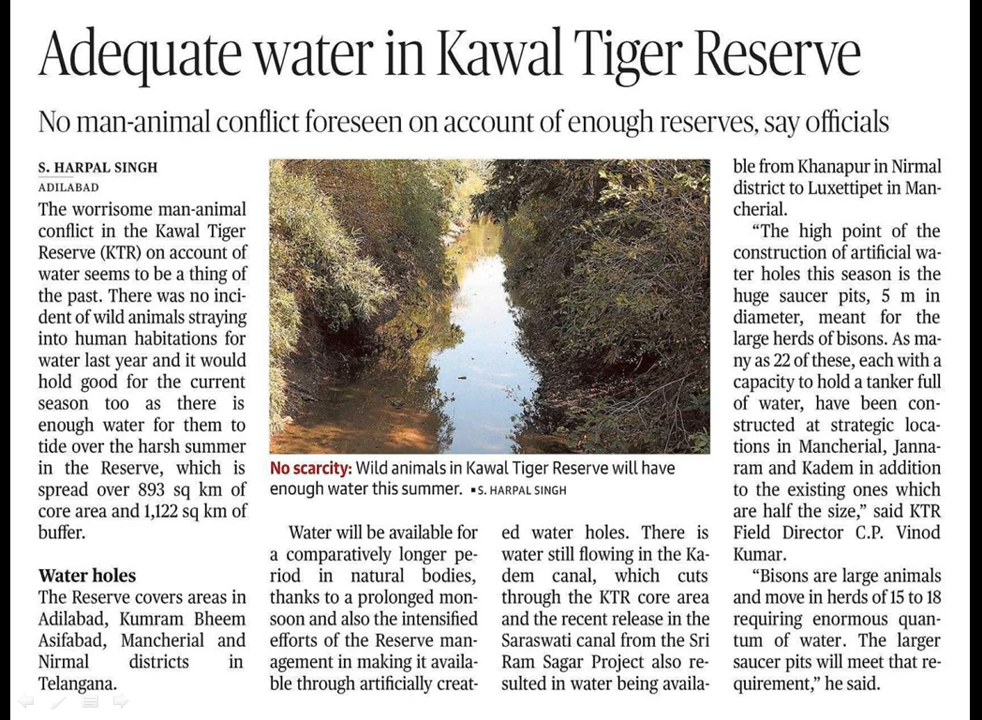 Adequate water in Kawal Tiger Reserve
No man-animal conflict foreseen on account of enough reserves, say officials
S. HARPAL SINGH
ADILABAD
The worrisome man-animal
conflict in the Kawal Tiger
Reserve (KTR) on account of
water seems to be a thing of
the past. There was no inci-
dent of wild animals straying
into human habitations for
water last year and it would
hold good for the current
season too as there is
enough water for them to
tide over the harsh summer
in the Reserve, which is
spread over 893 sq km of
core area and 1,122 sq km of
buffer.
Water holes
The Reserve covers areas in
Adilabad, Kumram Bheem
Asifabad, Mancherial and
Nirmal districts in
Telangana.
No scarcity: Wild animals in Kawal Tiger Reserve will have
enough water this summer. ▪S. HARPAL SINGH
Water will be available for
a comparatively longer pe-
riod in natural bodies,
thanks to a prolonged mon-
soon and also the intensified
efforts of the Reserve man-
agement in making it availa-
ble through artificially creat-
ed water holes. There is
water still flowing in the Ka-
dem canal, which cuts
through the KTR core area
and the recent release in the
Saraswati canal from the Sri
Ram Sagar Project also re-
sulted in water being availa-
ble from Khanapur in Nirmal
district to Luxettipet in Man-
cherial.
“The high point of the
construction of artificial wa-
ter holes this season is the
huge saucer pits, 5 m in
diameter, meant for the
large herds of bisons. As ma-
ny as 22 of these, each with a
capacity to hold a tanker full
of water, have been con-
structed at strategic loca-
tions in Mancherial, Janna-
ram and Kadem in addition
to the existing ones which
are half the size,” said KTR
Field Director C.P. Vinod
Kumar.
“Bisons are large animals
and move in herds of 15 to 18
requiring enormous quan-
tum of water. The larger
saucer pits will meet that re-
quirement,” he said.